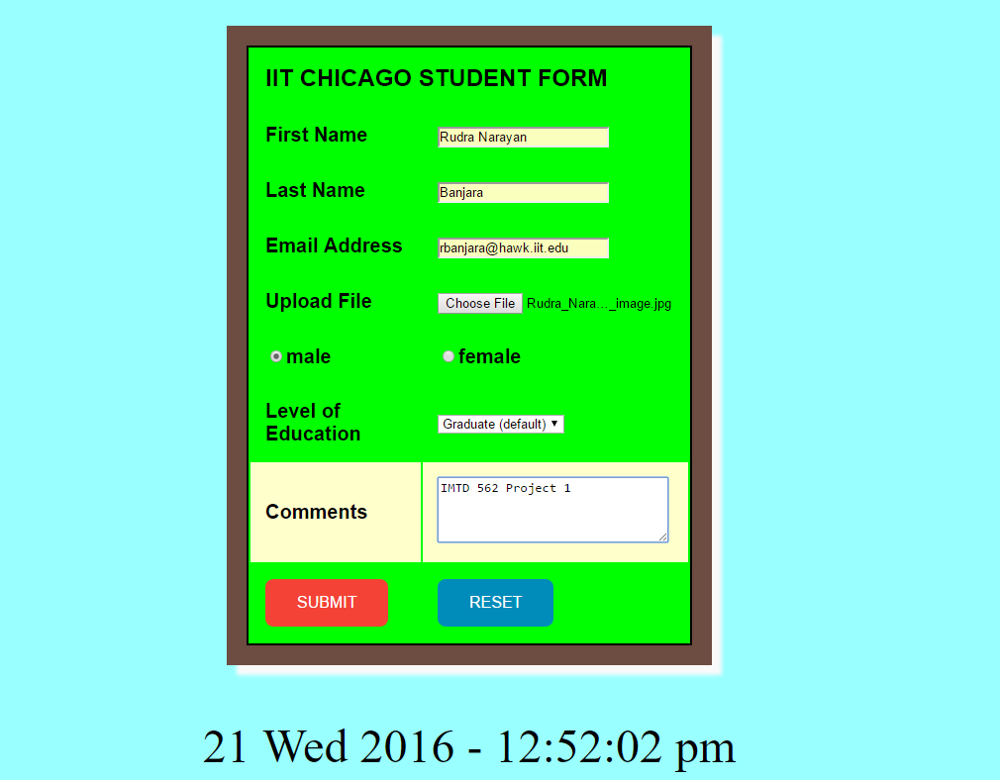 IIT CHICAGO STUDENT FORM
First Name Rudra Narayan
Last Name Banjara
Email Address rbanjara@hawk.iit.edu
Upload File Choose File Rudra_Nara..._image.jpg
male female
Level of
Education Graduate (default)
Comments IMTD 562 Project 1
SUBMIT RESET
21 Wed 2016 - 12:52:02 pm